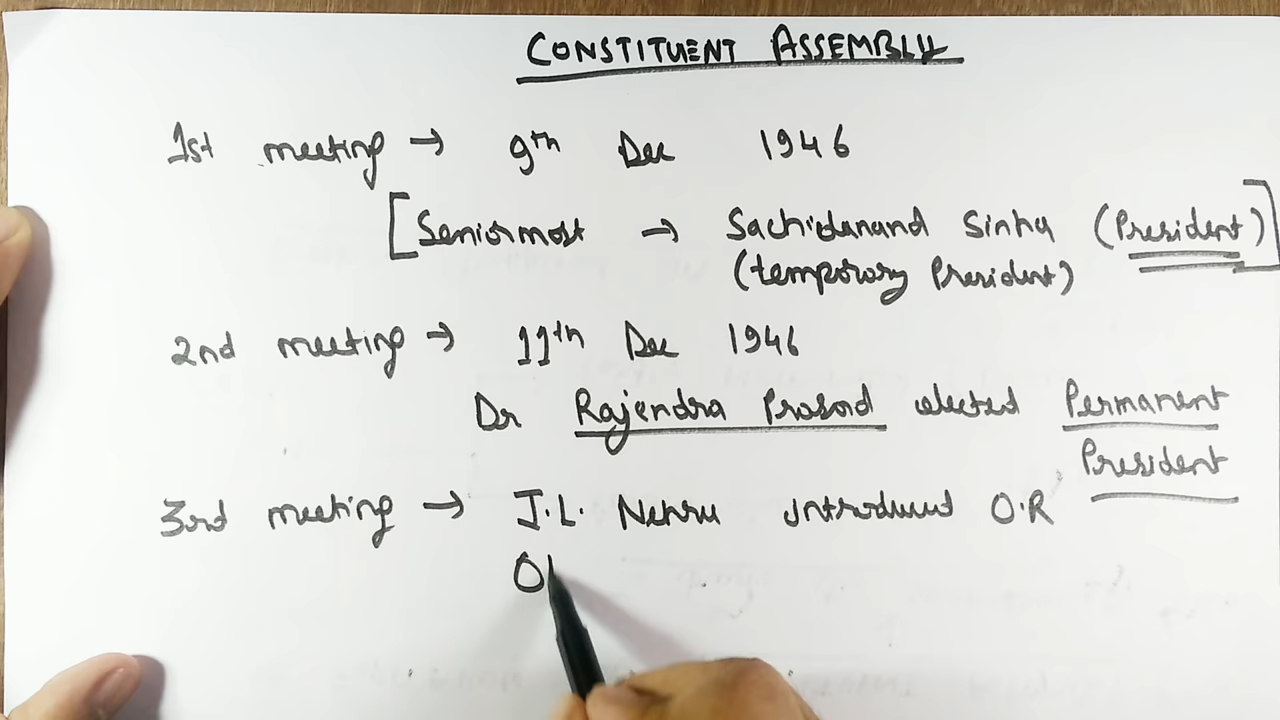 CONSTITUENT ASSEMBLY
1st meeting → 9th Dec 1946
[Seniormost → Sachidanand Sinha (President)]
(temporary President)
2nd meeting → 11th Dec 1946
Dr Rajendra Prasad elected Permanent
President
3rd meeting → J.L. Nehru introduced O.R